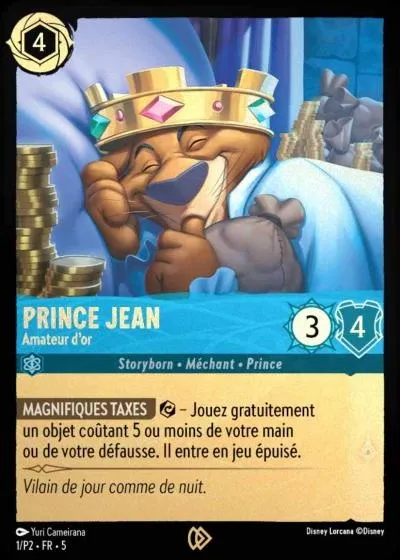 4
PRINCE JEAN
Amateur d'or
3
4
Storyborn • Méchant • Prince
MAGNIFIQUES TAXES - Jouez gratuitement
un objet coûtant 5 ou moins de votre main
ou de votre défausse. Il entre en jeu épuisé.
Vilain de jour comme de nuit.
Yuri Cameirana
Disney Lorcana ©Disney
1/P2 • FR • 5